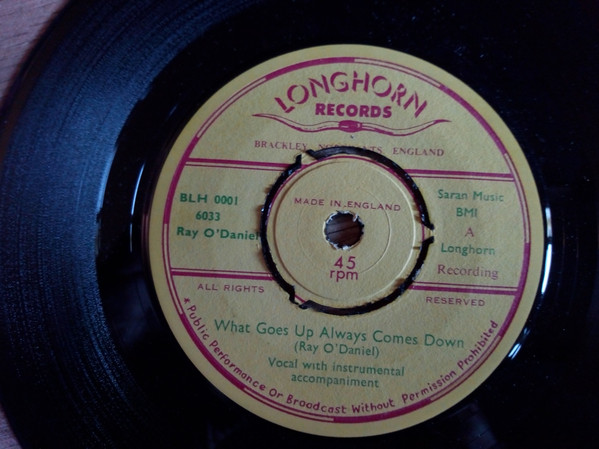 LONGHORN
RECORDS
BRACKLEY ENGLAND
MADE IN ENGLAND
BLH 0001
6033
Ray O'Daniel
45
rpm
Saran Music
BMI
A
Longhorn
Recording
ALL RIGHTS RESERVED
What Goes Up Always Comes Down
(Ray O'Daniel)
Vocal with instrumental
accompaniment
Public Performance Or Broadcast Without Permission Prohibited